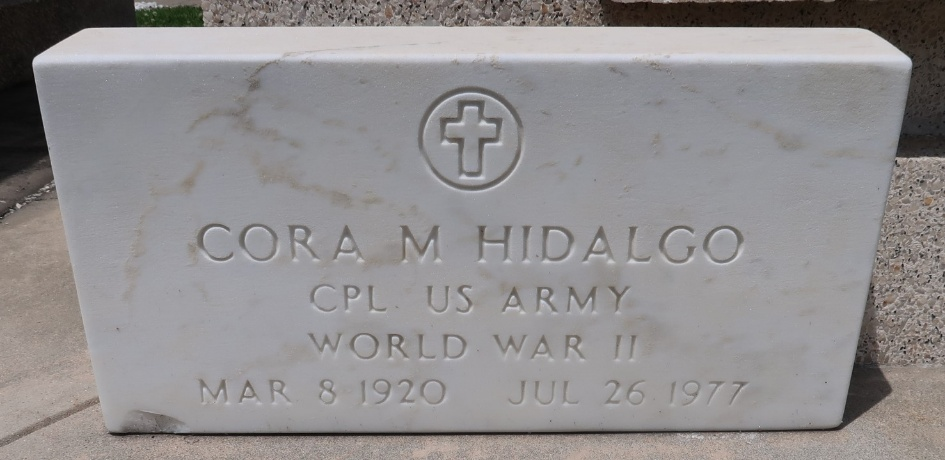 CORA M HIDALGO
CPL US ARMY
WORLD WAR II
MAR 8 1920 JUL 26 1977